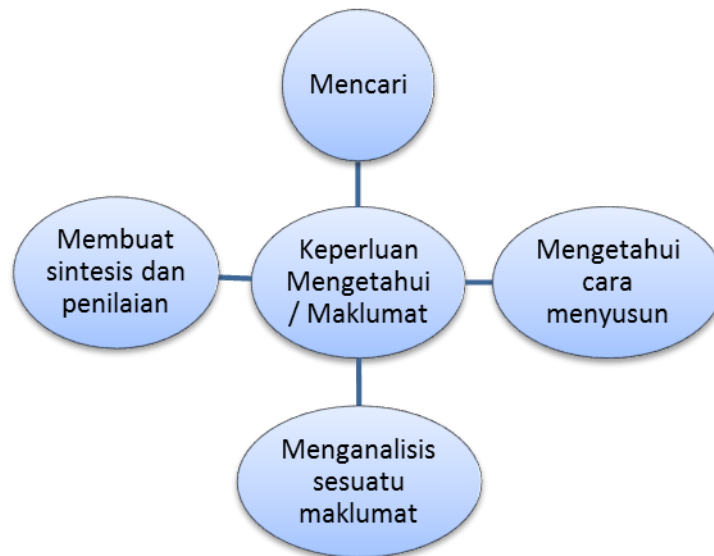 Mencari
Membuat
sintesis dan
penilaian
Keperluan
Mengetahui
/ Maklumat
Mengetahui
cara
menyusun
Menganalisis
sesuatu
maklumat